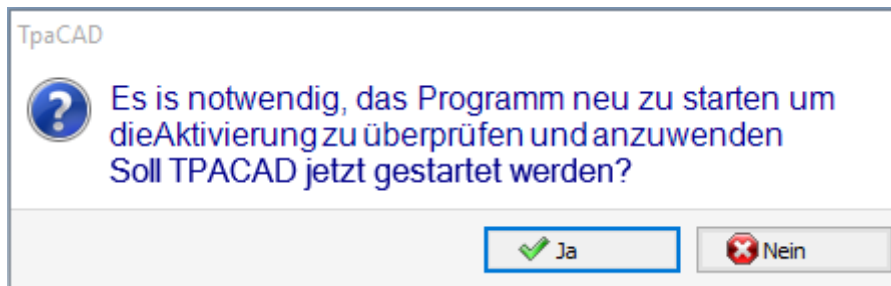 TpaCAD
Es is notwendig, das Programm neu zu starten um
dieAktivierung zu überprüfen und anzuwenden
Soll TPACAD jetzt gestartet werden?
Ja
Nein